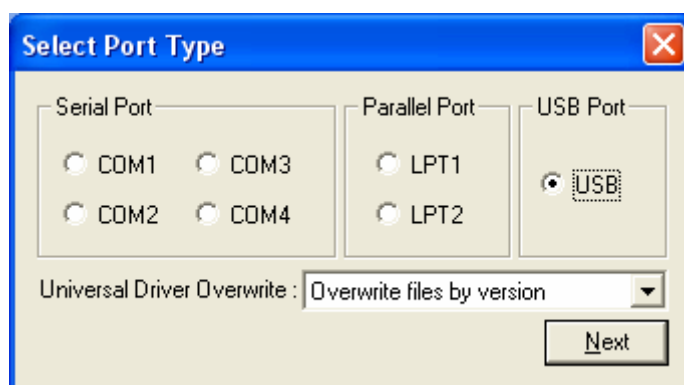 Select Port Type
Serial Port Parallel Port USB Port
COM1 COM3 LPT1 USB
COM2 COM4 LPT2
Universal Driver Overwrite : Overwrite files by version
Next